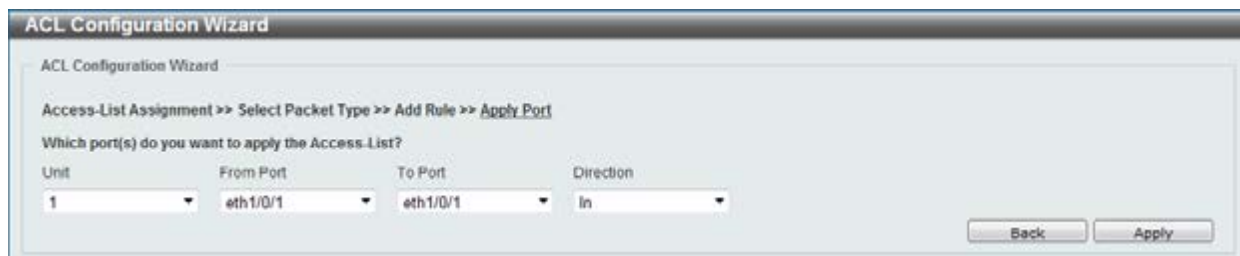 ACL Configuration Wizard
ACL Configuration Wizard
Access-List Assignment >> Select Packet Type >> Add Rule >> Apply Port
Which port(s) do you want to apply the Access-List?
Unit From Port To Port Direction
1 eth1/0/1 eth1/0/1 In
Back Apply